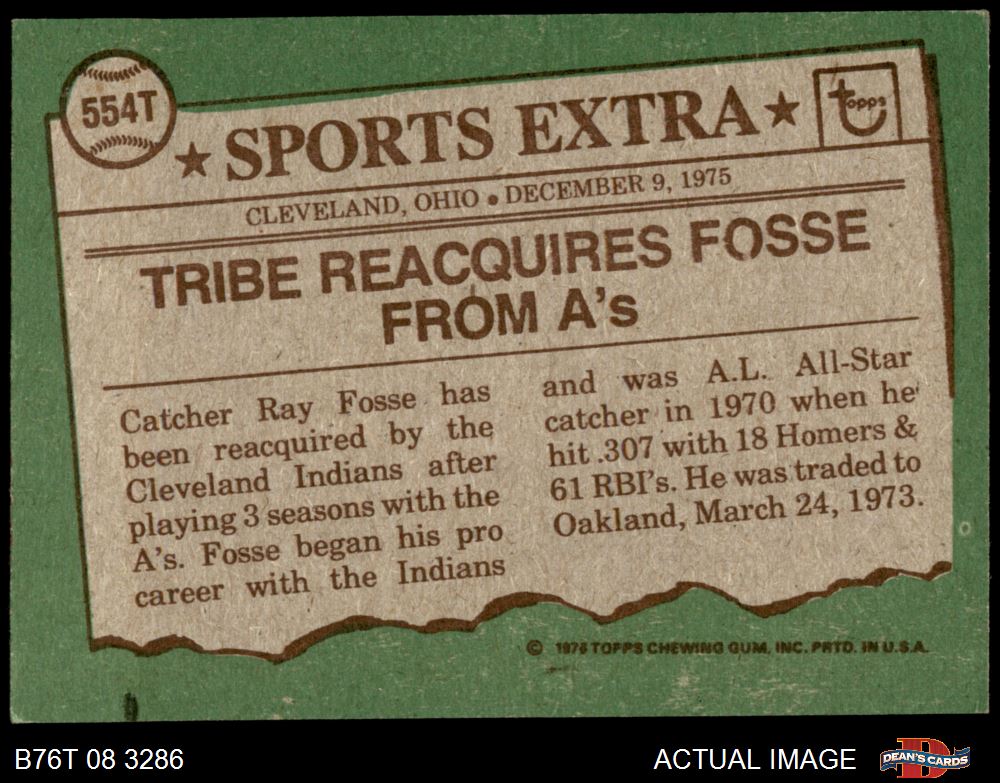 554T
★ SPORTS EXTRA ★
topps
CLEVELAND, OHIO • DECEMBER 9, 1975
TRIBE REACQUIRES FOSSE
FROM A's
Catcher Ray Fosse has
been reacquired by the
Cleveland Indians after
playing 3 seasons with the
A's. Fosse began his pro
career with the Indians
and was A.L. All-Star
catcher in 1970 when he
hit .307 with 18 Homers &
61 RBI's. He was traded to
Oakland, March 24, 1973.
© 1976 TOPPS CHEWING GUM, INC. PRTD. IN U.S.A.
B76T 08 3286
ACTUAL IMAGE
DEAN'S CARDS